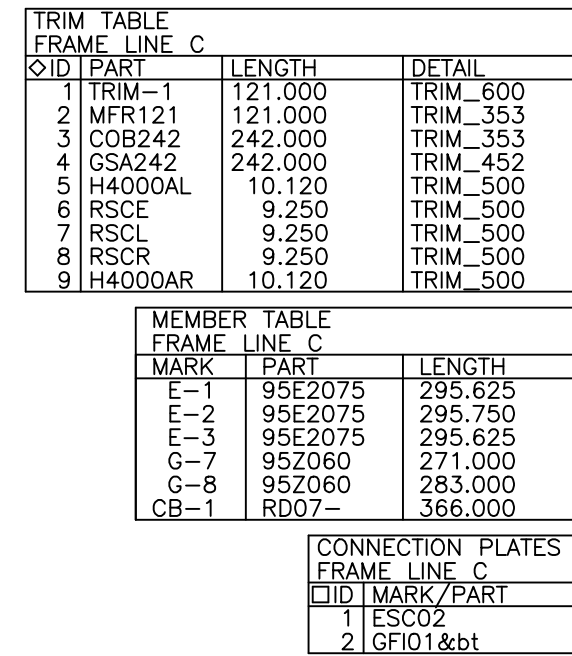 TRIM TABLE
FRAME LINE C
◇ID PART LENGTH DETAIL
1 TRIM-1 121.000 TRIM_600
2 MFR121 121.000 TRIM_353
3 COB242 242.000 TRIM_353
4 GSA242 242.000 TRIM_452
5 H4000AL 10.120 TRIM_500
6 RSCE 9.250 TRIM_500
7 RSCL 9.250 TRIM_500
8 RSCR 9.250 TRIM_500
9 H4000AR 10.120 TRIM_500
MEMBER TABLE
FRAME LINE C
MARK PART LENGTH
E-1 95E2075 295.625
E-2 95E2075 295.750
E-3 95E2075 295.625
G-7 95Z060 271.000
G-8 95Z060 283.000
CB-1 RD07- 366.000
CONNECTION PLATES
FRAME LINE C
□ID MARK/PART
1 ESC02
2 GFI01&bt